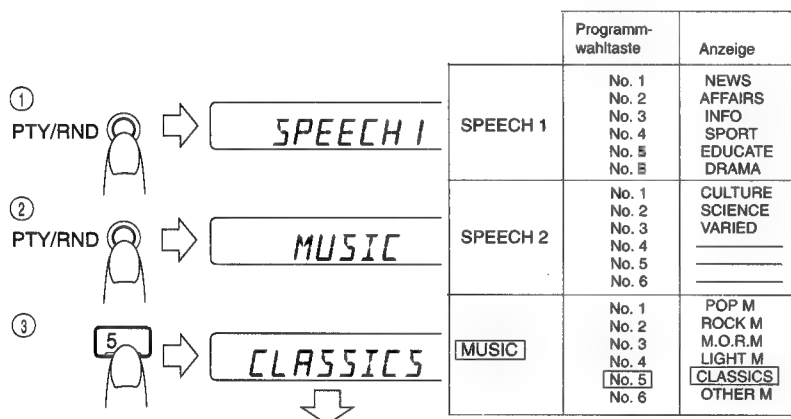 Programm-
wahltaste Anzeige
① PTY/RND SPEECH 1
② PTY/RND MUSIC
③ 5 CLASSICS
SPEECH 1
No. 1 NEWS
No. 2 AFFAIRS
No. 3 INFO
No. 4 SPORT
No. 5 EDUCATE
No. DRAMA
SPEECH 2
No. 1 CULTURE
No. 2 SCIENCE
No. 3 VARIED
No. 4
No. 5
No. 6
MUSIC
No. 1 POP M
No. 2 ROCK M
No. 3 M.O.R.M
No. 4 LIGHT M
No. 5 CLASSICS
No. 6 OTHER M